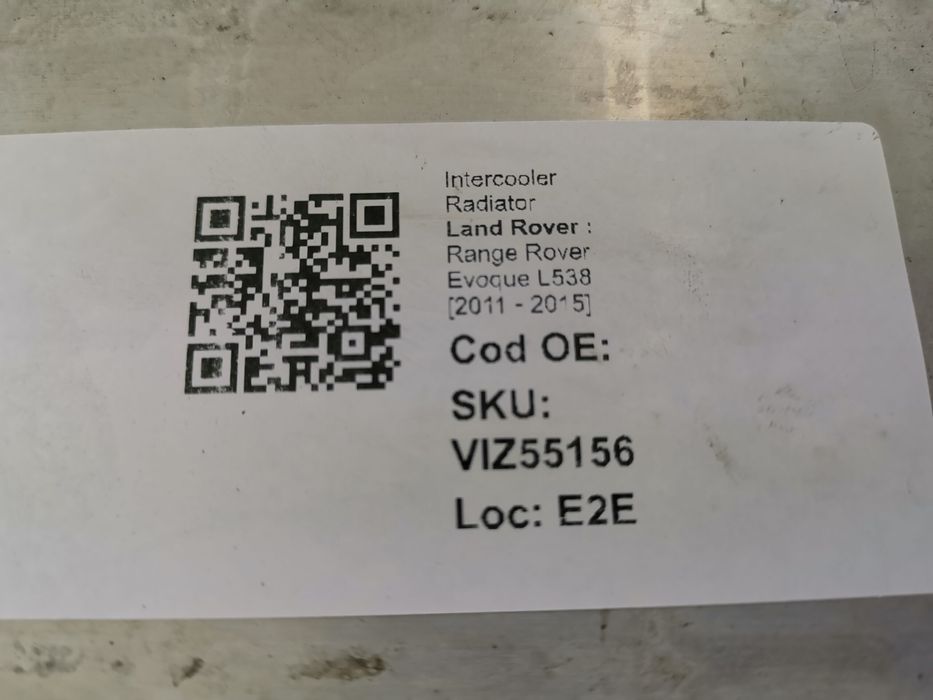 Intercooler
Radiator
Land Rover :
Range Rover
Evoque L538
[2011 - 2015]
Cod OE:
SKU:
VIZ55156
Loc: E2E